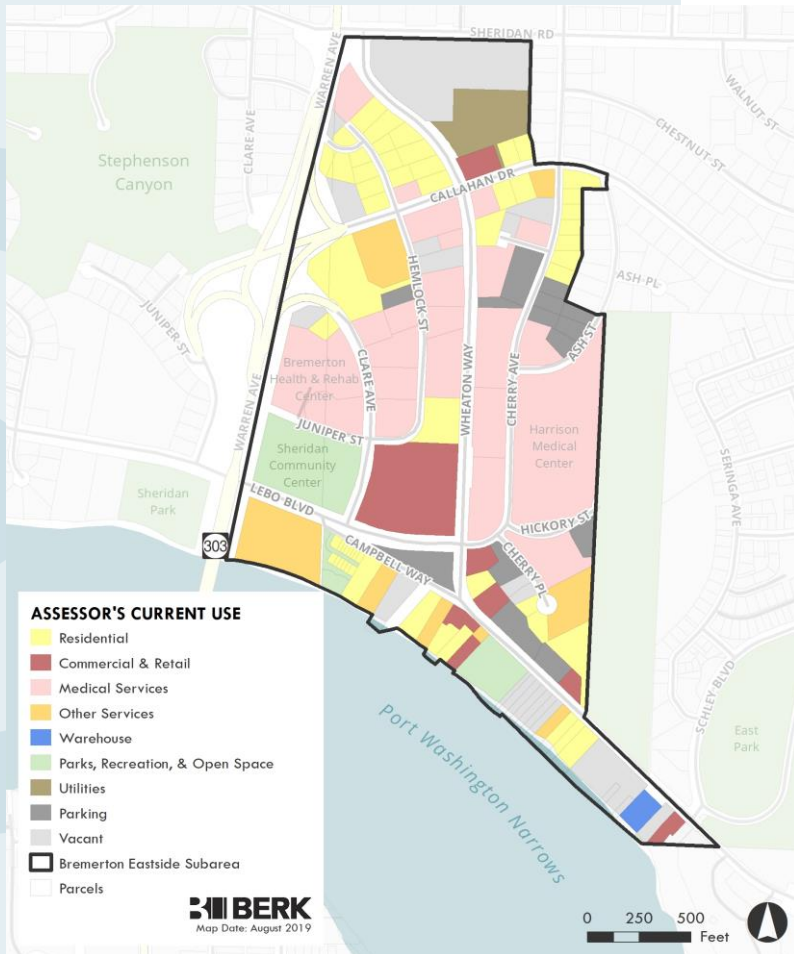 SHERIDAN RD
WARREN AVE
CLARE AVE
WALNUT ST
CHESTNUT ST
Stephenson
Canyon
CALLAHAN DR
HEMLOCK ST
ASH PL
JUNIPER ST
ASH ST
CLARE AVE
WHEATON WAY
CHERRY AVE
Bremerton
Health & Rehab
Center
WARREN AVE
JUNIPER ST
Harrison
Medical
Center
Sheridan
Community
Center
SERINGA AVE
Sheridan
Park
LEBO BLVD
HICKORY ST
303
CAMPBELL WAY
CHERRY PL
SCHLEY BLVD
East
Park
Port Washington Narrows
ASSESSOR'S CURRENT USE
Residential
Commercial & Retail
Medical Services
Other Services
Warehouse
Parks, Recreation, & Open Space
Utilities
Parking
Vacant
Bremerton Eastside Subarea
Parcels
BERK
Map Date: August 2019
0 250 500
Feet